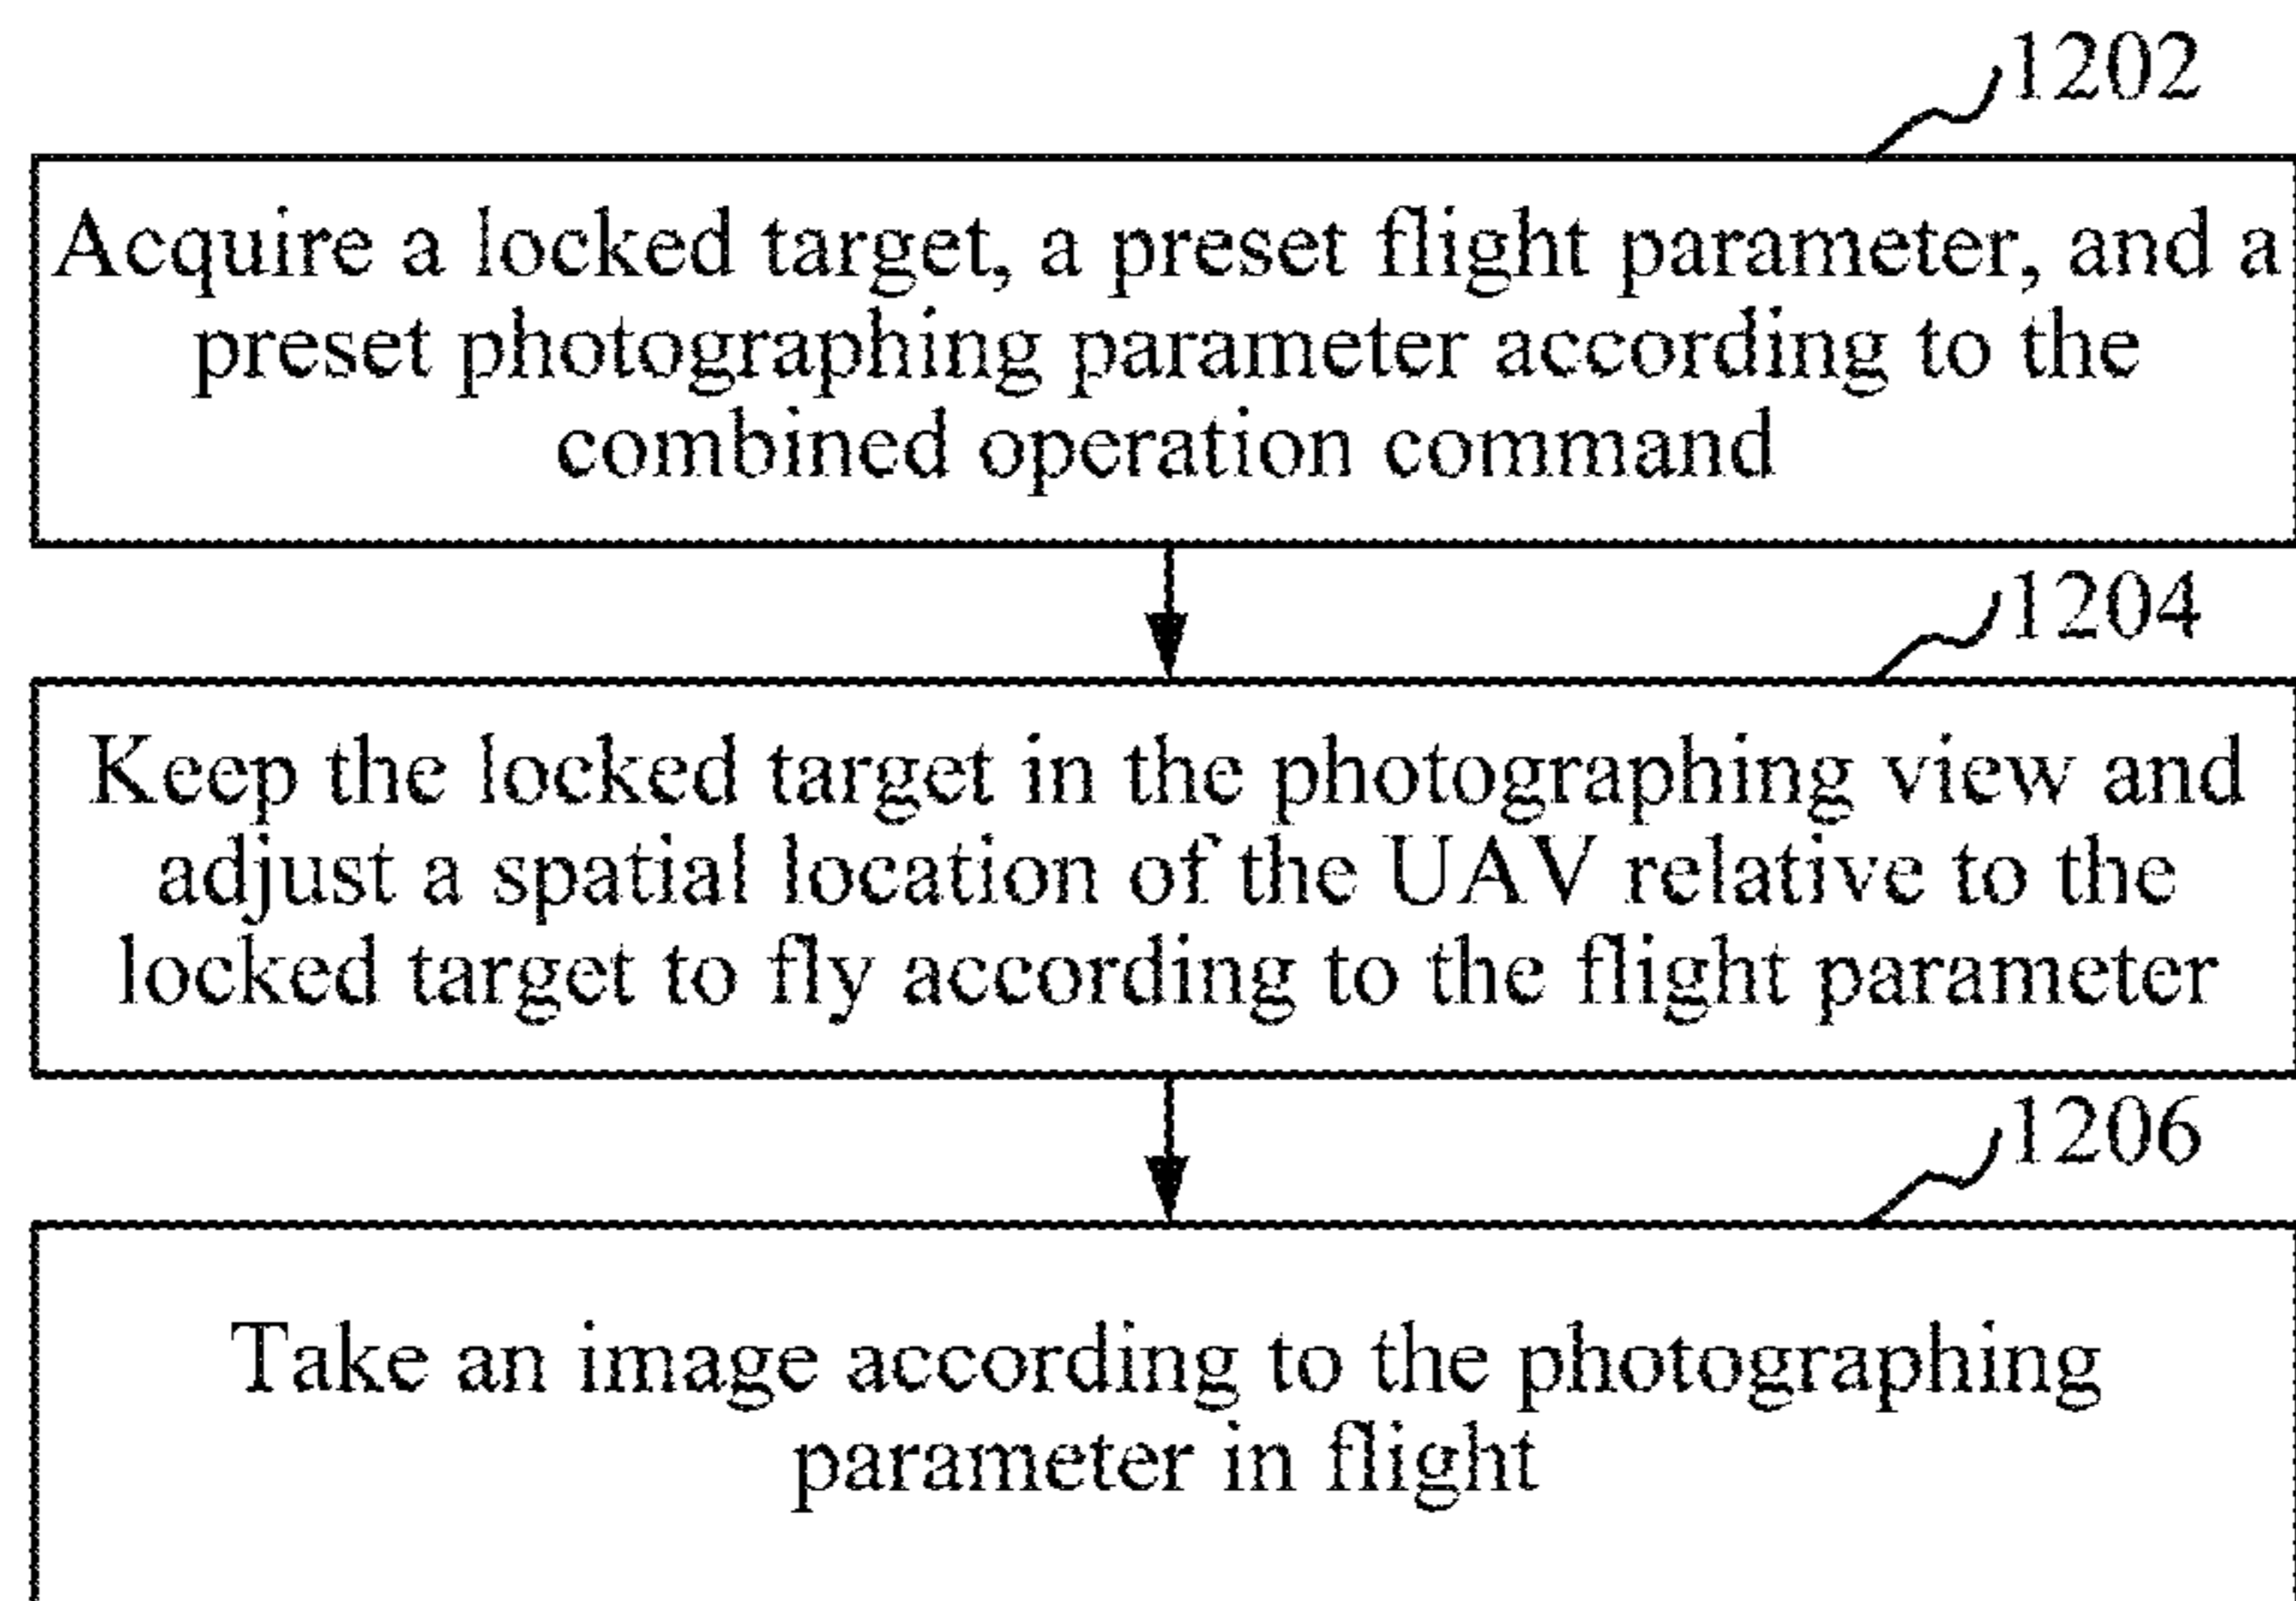 1202
Acquire a locked target, a preset flight parameter, and a
preset photographing parameter according to the
combined operation command
1204
Keep the locked target in the photographing view and
adjust a spatial location of the UAV relative to the
locked target to fly according to the flight parameter
1206
Take an image according to the photographing
parameter in flight